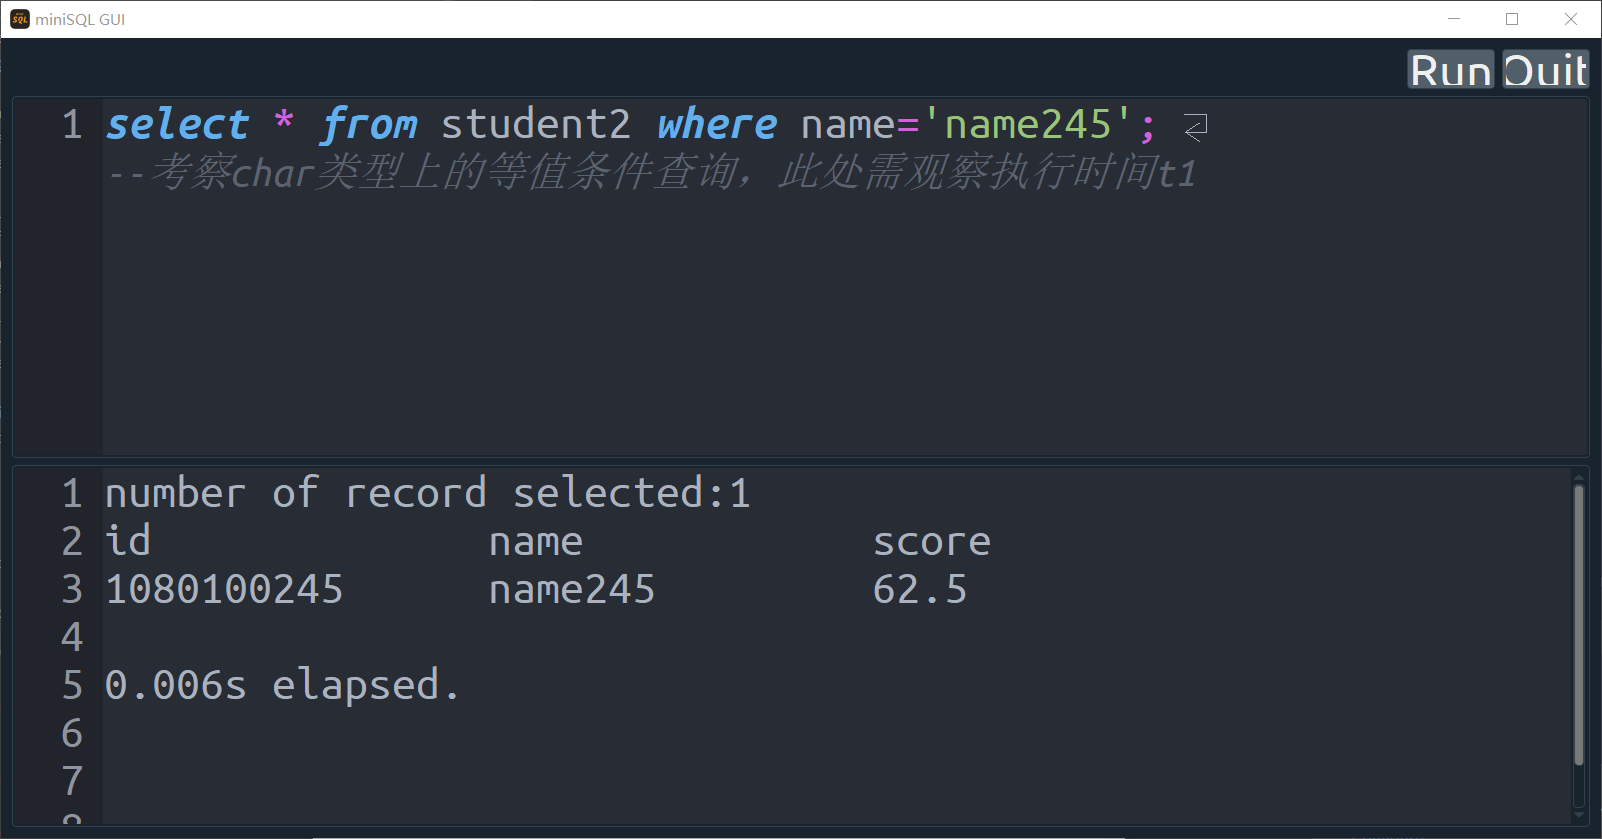 miniSQL GUI
Run Quit
1 select * from student2 where name='name245';
--考察char类型上的等值条件查询，此处需观察执行时间t1
1 number of record selected:1
2 id name score
3 1080100245 name245 62.5
4
5 0.006s elapsed.
6
7
8